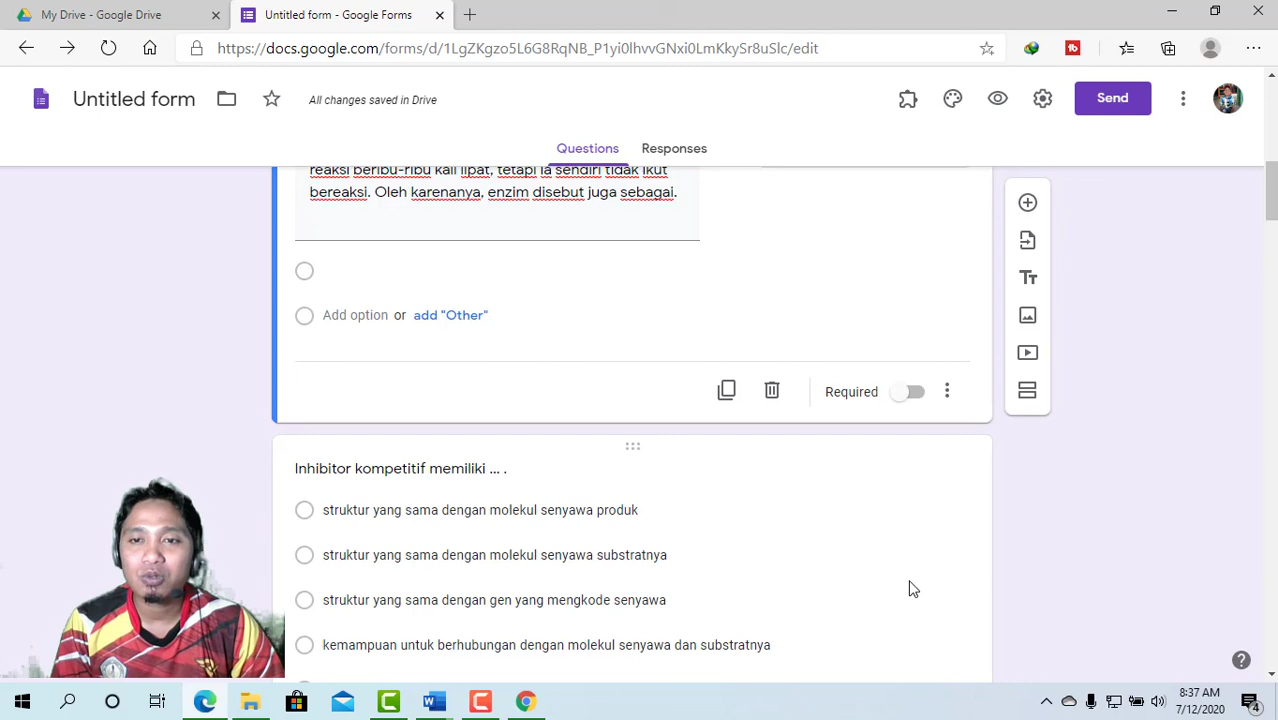 My Drive - Google Drive
Untitled form - Google Forms
https://docs.google.com/forms/d/1LgZKgzo5L6G8RqNB_P1yi0lhvvGNxi0LmKkySr8uSlc/edit
Untitled form
All changes saved in Drive
Send
Questions
Responses
reaksi beribu-ribu kali lipat, tetapi ia sendiri tidak ikut
bereaksi. Oleh karenanya, enzim disebut juga sebagai.
Add option or add "Other"
Required
Inhibitor kompetitif memiliki ... .
struktur yang sama dengan molekul senyawa produk
struktur yang sama dengan molekul senyawa substratnya
struktur yang sama dengan gen yang mengkode senyawa
kemampuan untuk berhubungan dengan molekul senyawa dan substratnya
8:37 AM
7/12/2020
4